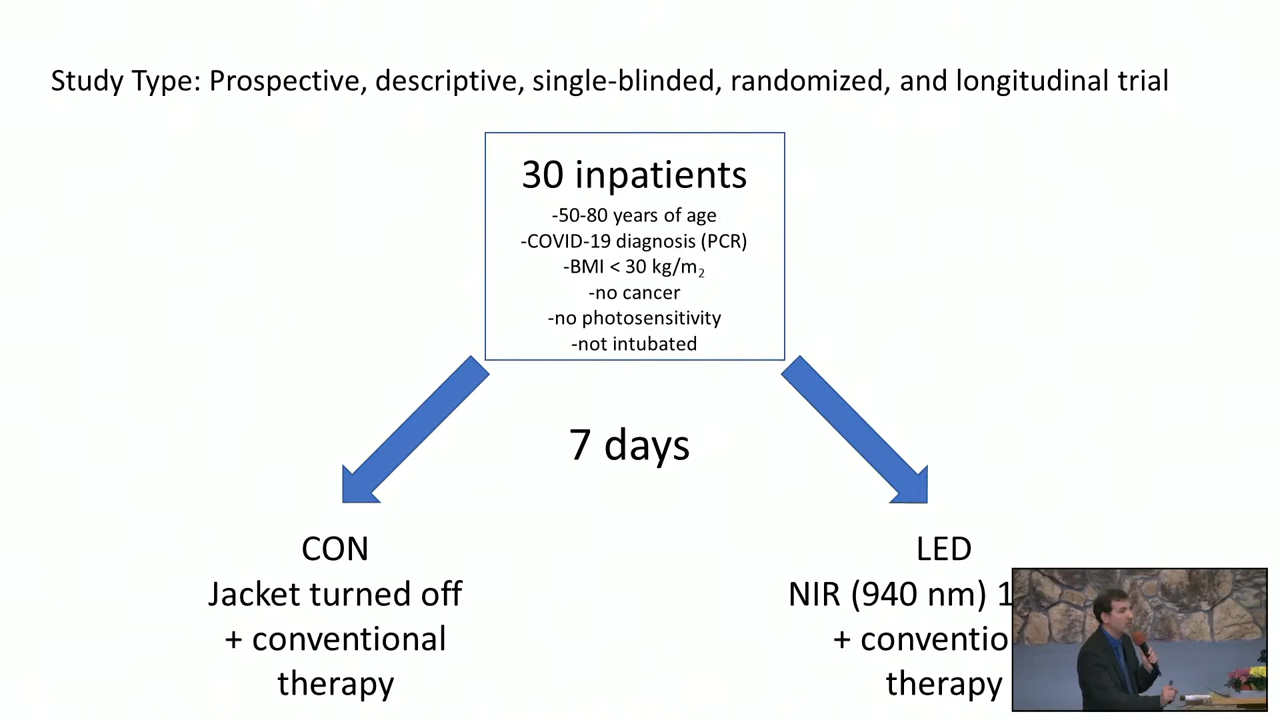 Study Type: Prospective, descriptive, single-blinded, randomized, and longitudinal trial
30 inpatients
-50-80 years of age
-COVID-19 diagnosis (PCR)
-BMI < 30 kg/m₂
-no cancer
-no photosensitivity
-not intubated
7 days
CON
Jacket turned off
+ conventional
therapy
LED
NIR (940 nm)
+
therapy